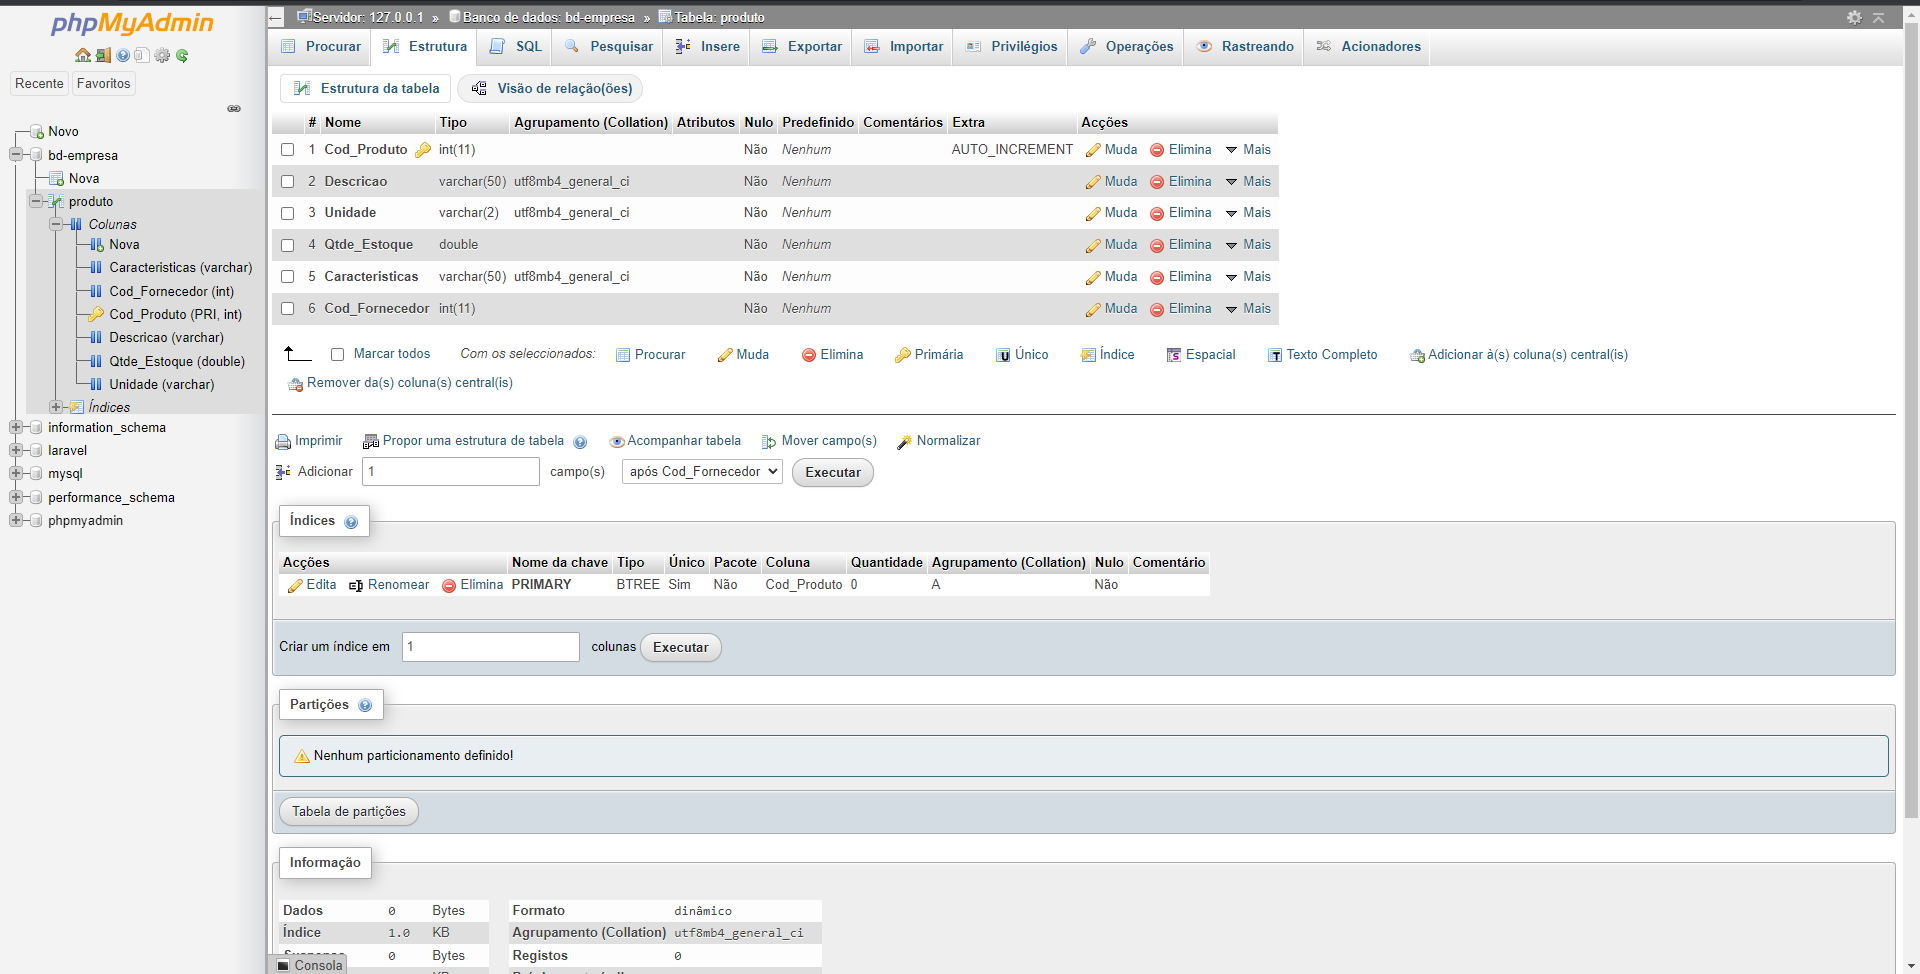 phpMyAdmin
Recente Favoritos
Novo
bd-empresa
Nova
produto
Colunas
Nova
Caracteristicas (varchar)
Cod_Fornecedor (int)
Cod_Produto (PRI, int)
Descricao (varchar)
Qtde_Estoque (double)
Unidade (varchar)
Índices
information_schema
laravel
mysql
performance_schema
phpmyadmin
Servidor: 127.0.0.1 » Banco de dados: bd-empresa » Tabela: produto
Procurar Estrutura SQL Pesquisar Insere Exportar Importar Privilégios Operações Rastreando Acionadores
Estrutura da tabela Visão de relação(ões)
# Nome Tipo Agrupamento (Collation) Atributos Nulo Predefinido Comentários Extra Acções
1 Cod_Produto int(11) Não Nenhum AUTO_INCREMENT Muda Elimina Mais
2 Descricao varchar(50) utf8mb4_general_ci Não Nenhum Muda Elimina Mais
3 Unidade varchar(2) utf8mb4_general_ci Não Nenhum Muda Elimina Mais
4 Qtde_Estoque double Não Nenhum Muda Elimina Mais
5 Caracteristicas varchar(50) utf8mb4_general_ci Não Nenhum Muda Elimina Mais
6 Cod_Fornecedor int(11) Não Nenhum Muda Elimina Mais
Marcar todos Com os seleccionados: Procurar Muda Elimina Primária Único Índice Espacial Texto Completo Adicionar à(s) coluna(s) central(is)
Remover da(s) coluna(s) central(is)
Imprimir Propor uma estrutura de tabela Acompanhar tabela Mover campo(s) Normalizar
Adicionar 1 campo(s) após Cod_Fornecedor Executar
Índices
Acções Nome da chave Tipo Único Pacote Coluna Quantidade Agrupamento (Collation) Nulo Comentário
Edita Renomear Elimina PRIMARY BTREE Sim Não Cod_Produto 0 A Não
Criar um índice em 1 colunas Executar
Partições
Nenhum particionamento definido!
Tabela de partições
Informação
Dados 0 Bytes Formato dinâmico
Índice 1.0 KB Agrupamento (Collation) utf8mb4_general_ci
0 Bytes Registos 0
Consola